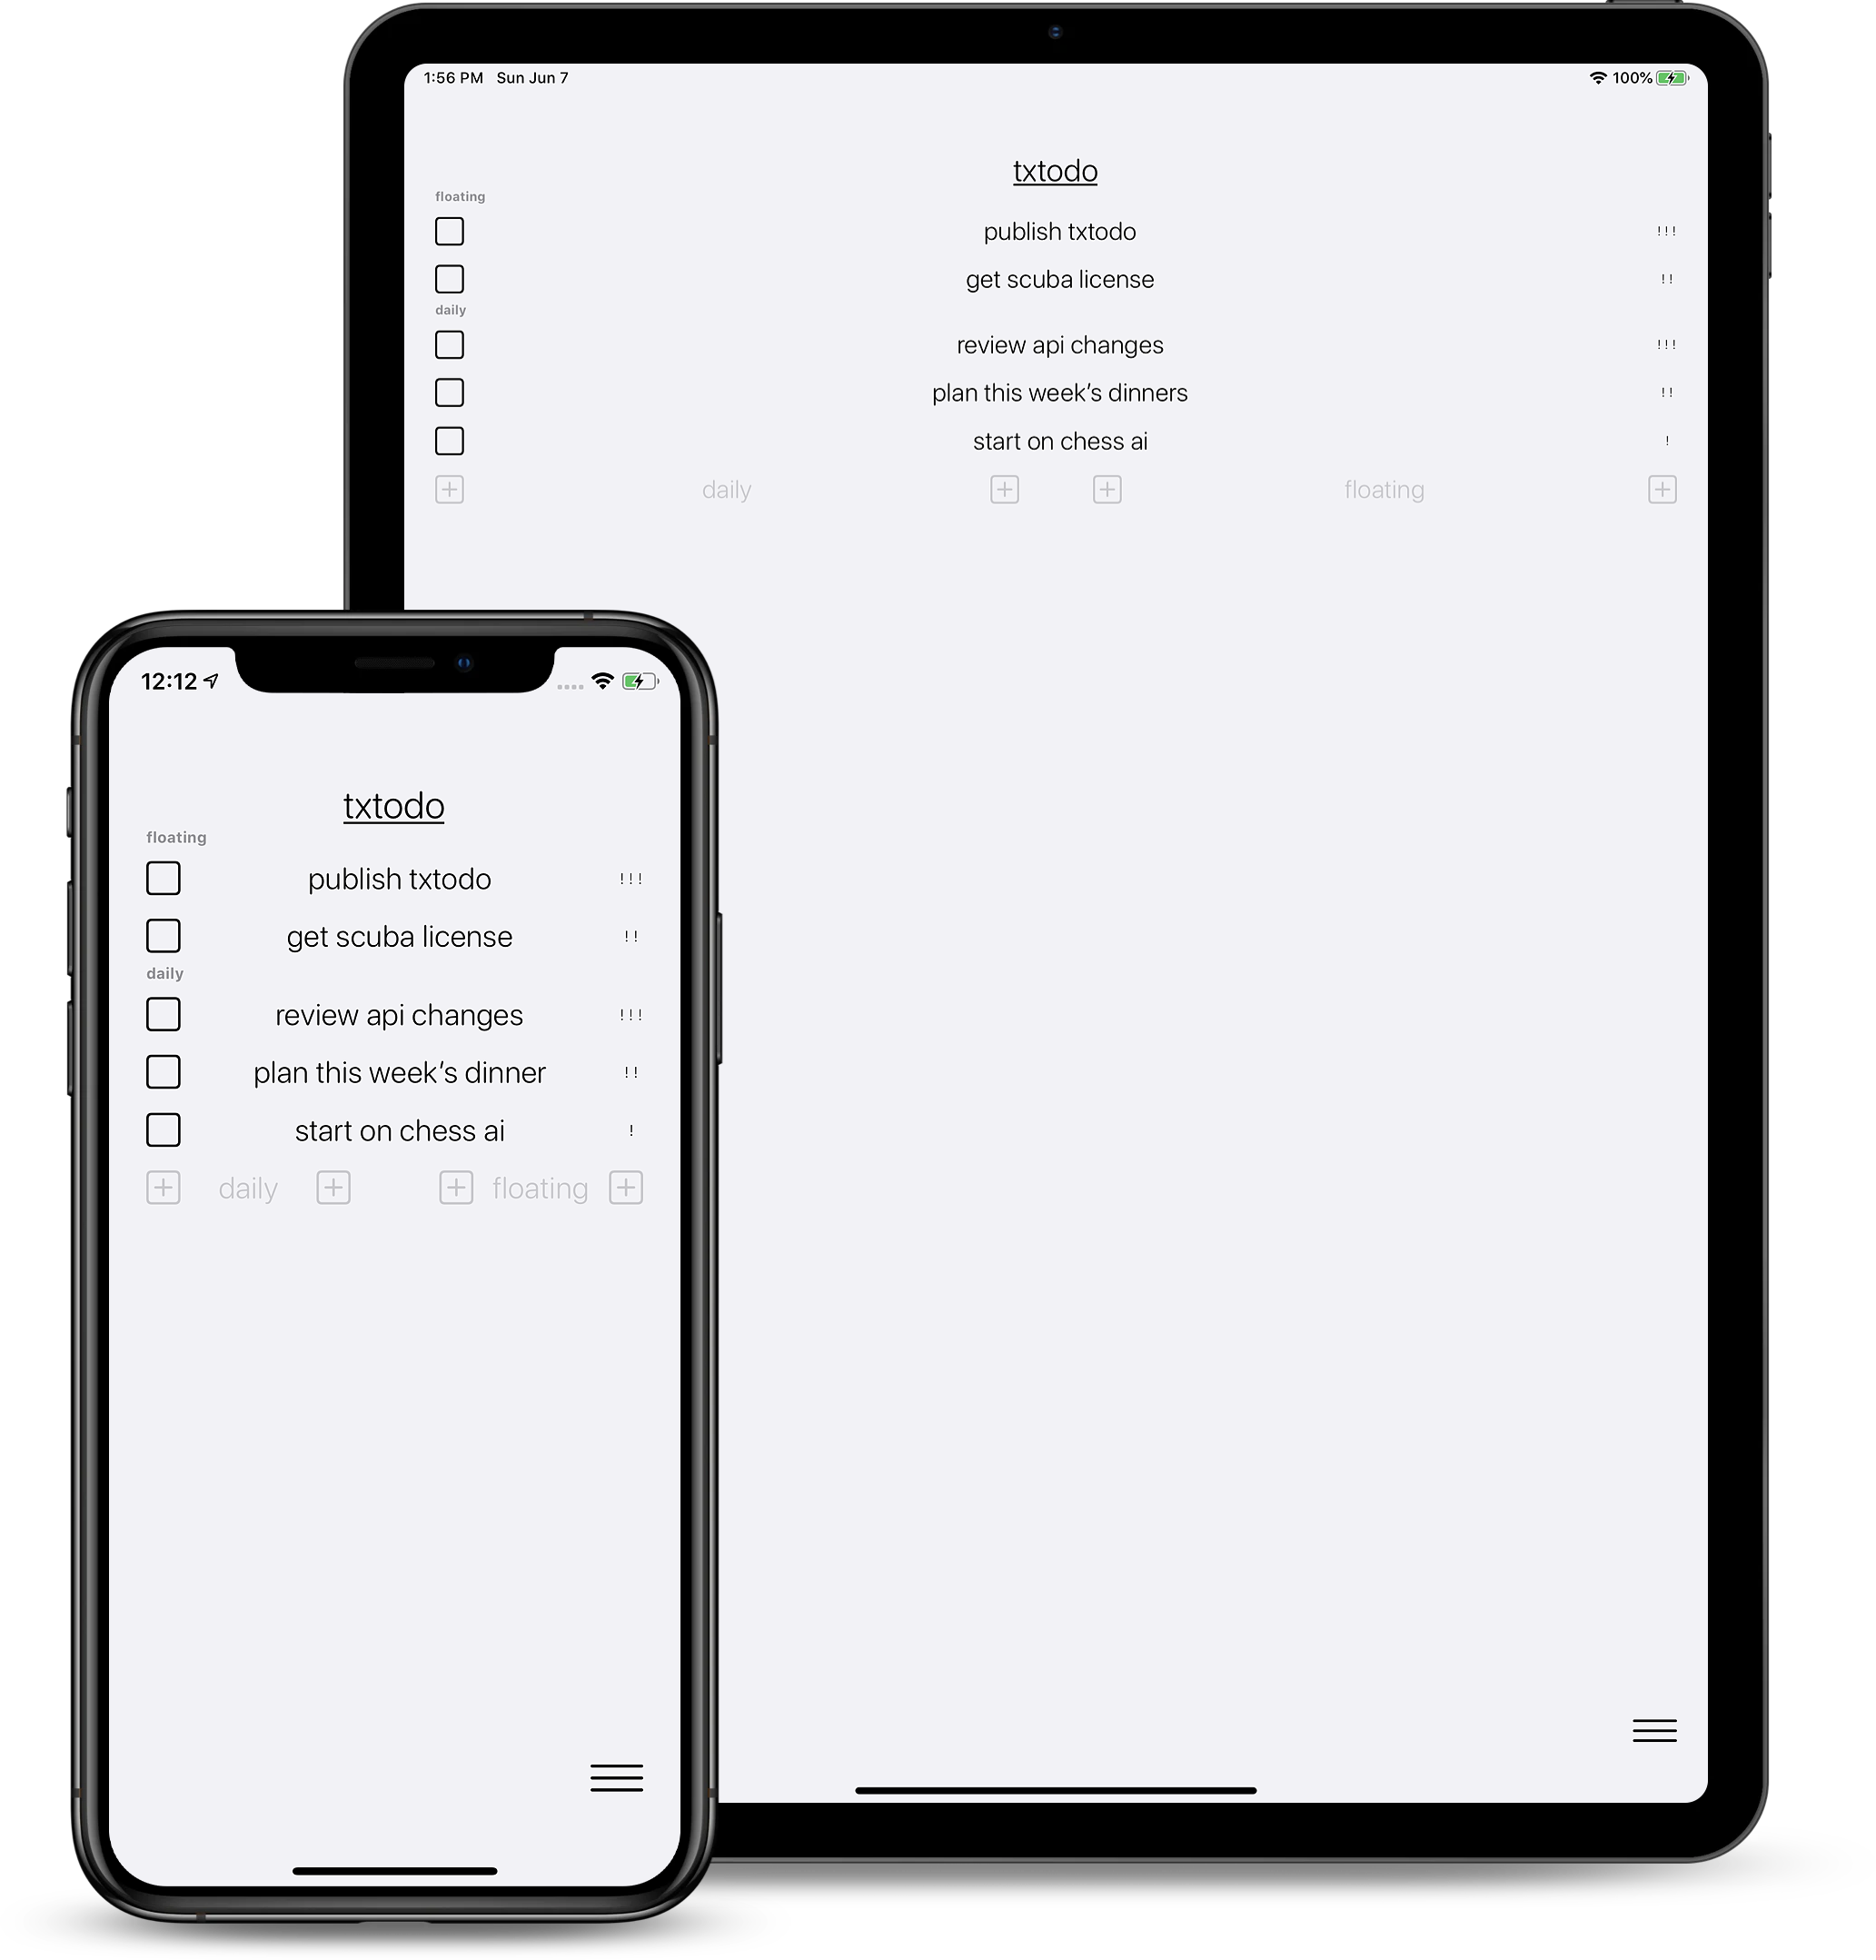 1:56 PM Sun Jun 7 100%
txtodo
floating
publish txtodo !!!
get scuba license !!
daily
review api changes !!!
plan this week’s dinners !!
start on chess ai !
daily floating
12:12
txtodo
floating
publish txtodo !!!
get scuba license !!
daily
review api changes !!!
plan this week’s dinner !!
start on chess ai !
daily floating